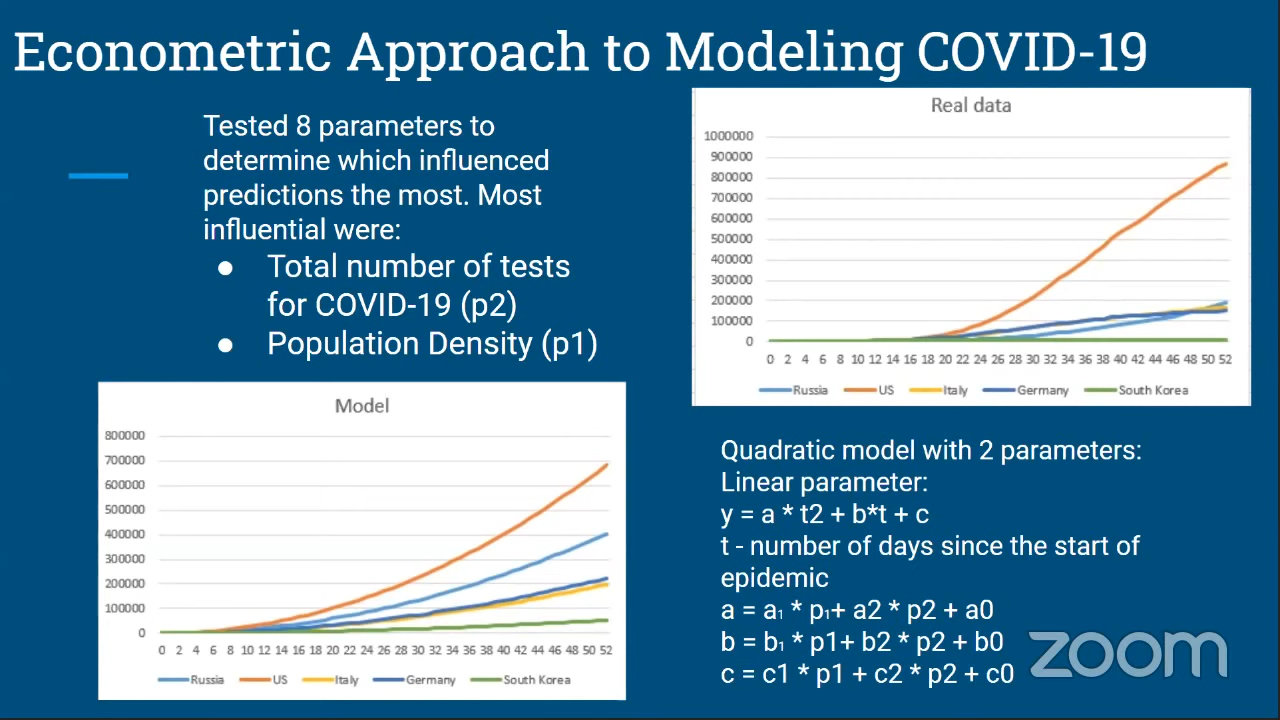 Econometric Approach to Modeling COVID-19
Tested 8 parameters to
determine which influenced
predictions the most. Most
influential were:
● Total number of tests
for COVID-19 (p2)
● Population Density (p1)
Real data
1000000
900000
800000
700000
600000
500000
400000
300000
200000
100000
0
0 2 4 6 8 10 12 14 16 18 20 22 24 26 28 30 32 34 36 38 40 42 44 46 48 50 52
Russia US Italy Germany South Korea
Model
800000
700000
600000
500000
400000
300000
200000
100000
0
0 2 4 6 8 10 12 14 16 18 20 22 24 26 28 30 32 34 36 38 40 42 44 46 48 50 52
Russia US Italy Germany South Korea
Quadratic model with 2 parameters:
Linear parameter:
y = a * t2 + b*t + c
t - number of days since the start of
epidemic
a = a₁ * p₁+ a2 * p2 + a0
b = b₁ * p1+ b2 * p2 + b0
c = c1 * p1 + c2 * p2 + c0
zoom